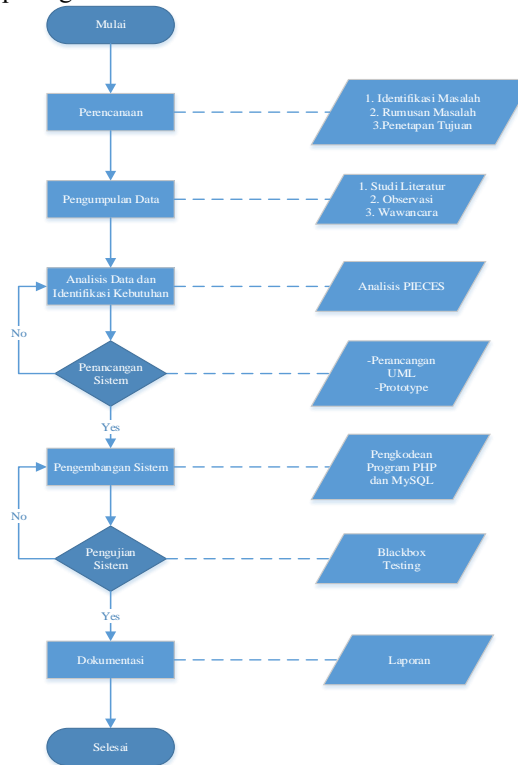 Mulai
Perencanaan
1. Identifikasi Masalah
2. Rumusan Masalah
3.Penetapan Tujuan
Pengumpulan Data
1. Studi Literatur
2. Observasi
3. Wawancara
Analisis Data dan
Identifikasi Kebutuhan
Analisis PIECES
No
Perancangan
Sistem
-Perancangan
UML
-Prototype
Yes
Pengembangan Sistem
Pengkodean
Program PHP
dan MySQL
No
Pengujian
Sistem
Blackbox
Testing
Yes
Dokumentasi
Laporan
Selesai